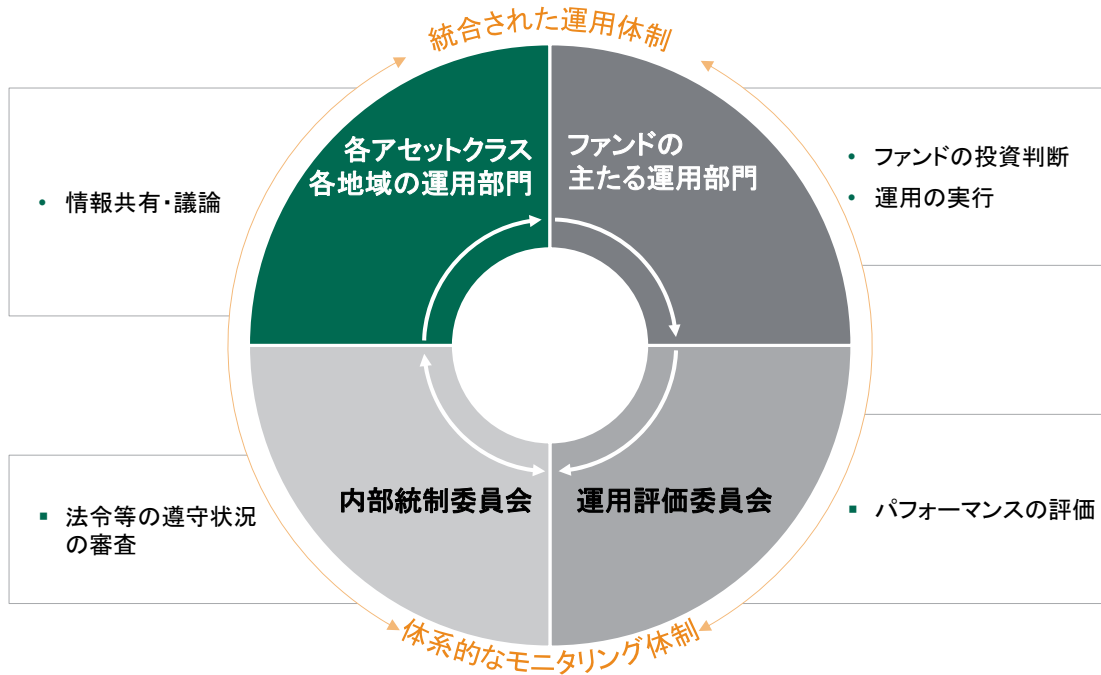 統合された運用体制
各アセットクラス
各地域の運用部門
ファンドの
主たる運用部門
• 情報共有・議論
• ファンドの投資判断
• 運用の実行
内部統制委員会
運用評価委員会
▪ 法令等の遵守状況
の審査
▪ パフォーマンスの評価
体系的なモニタリング体制